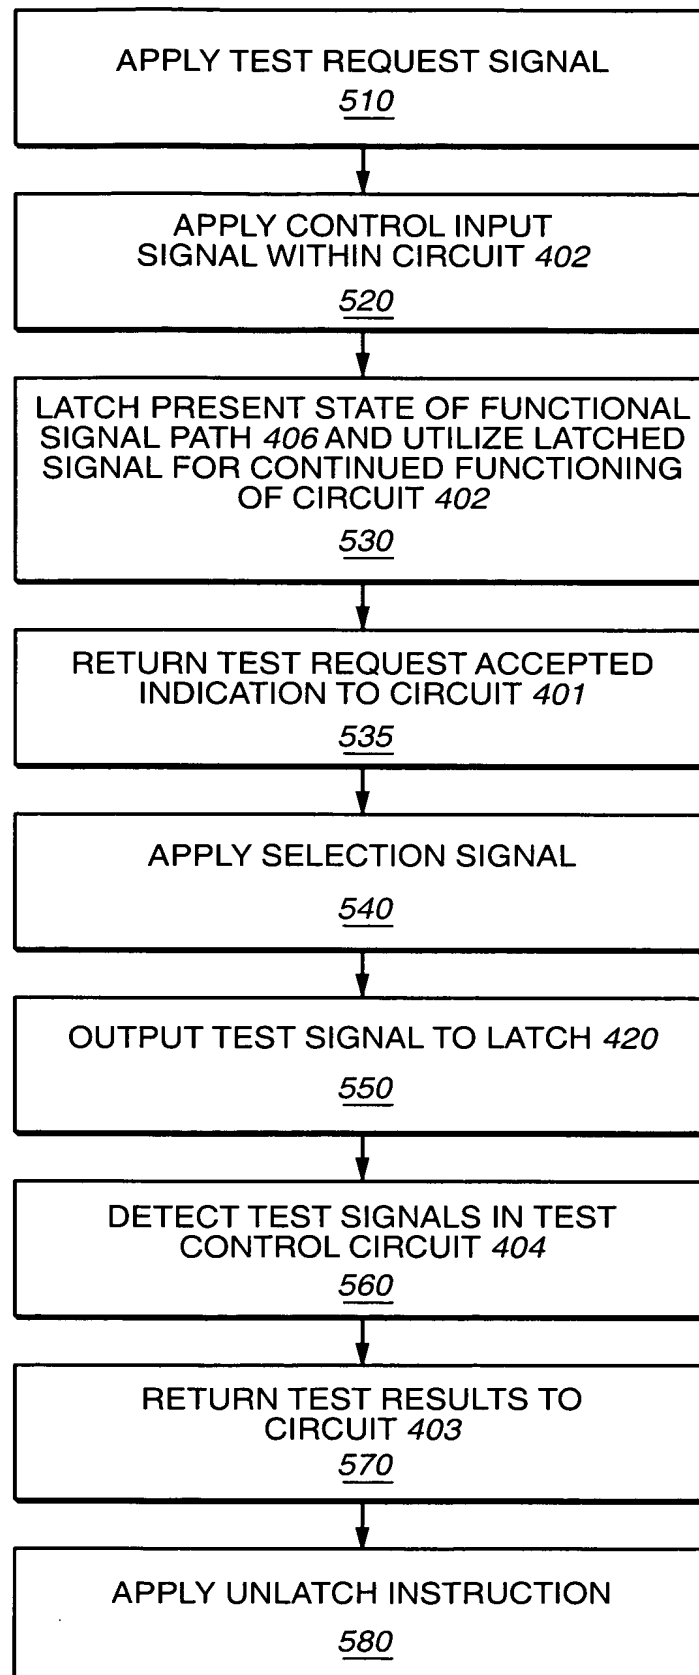 APPLY TEST REQUEST SIGNAL
510
APPLY CONTROL INPUT
SIGNAL WITHIN CIRCUIT 402
520
LATCH PRESENT STATE OF FUNCTIONAL
SIGNAL PATH 406 AND UTILIZE LATCHED
SIGNAL FOR CONTINUED FUNCTIONING
OF CIRCUIT 402
530
RETURN TEST REQUEST ACCEPTED
INDICATION TO CIRCUIT 401
535
APPLY SELECTION SIGNAL
540
OUTPUT TEST SIGNAL TO LATCH 420
550
DETECT TEST SIGNALS IN TEST
CONTROL CIRCUIT 404
560
RETURN TEST RESULTS TO
CIRCUIT 403
570
APPLY UNLATCH INSTRUCTION
580